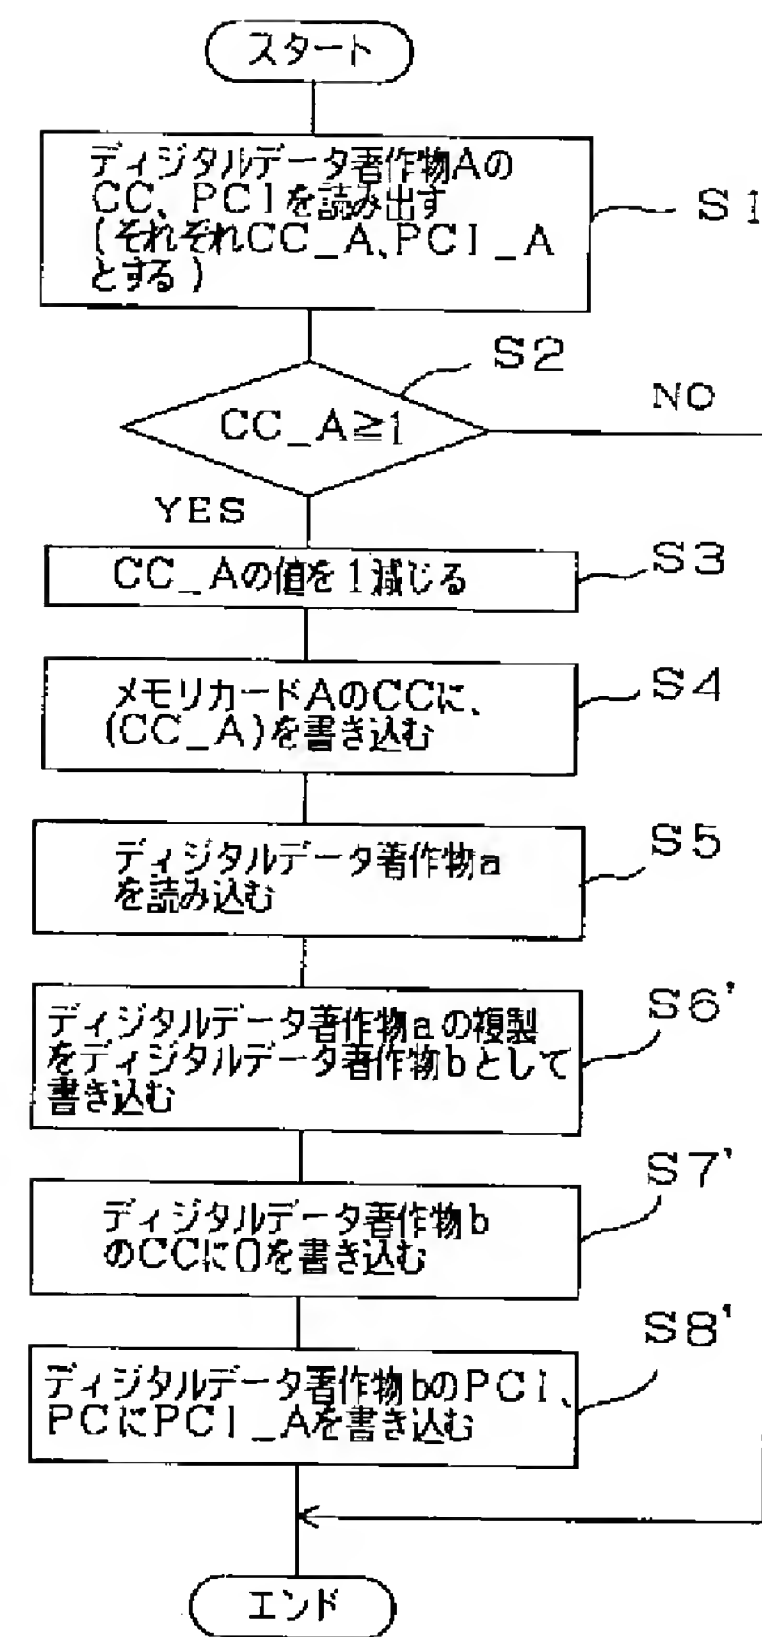 スタート
ディジタルデータ著作物Aの
CC、PCIを読み出す
(それぞれCC_A、PCI_A
とする)
S1
S2
CC_A≧1
NO
YES
CC_Aの値を1減じる
S3
メモリカードAのCCに、
(CC_A)を書き込む
S4
ディジタルデータ著作物a
を読み込む
S5
ディジタルデータ著作物aの複製
をディジタルデータ著作物bとして
書き込む
S6'
ディジタルデータ著作物b
のCCに0を書き込む
S7'
ディジタルデータ著作物bのPCI、
PCにPCI_Aを書き込む
S8'
エンド